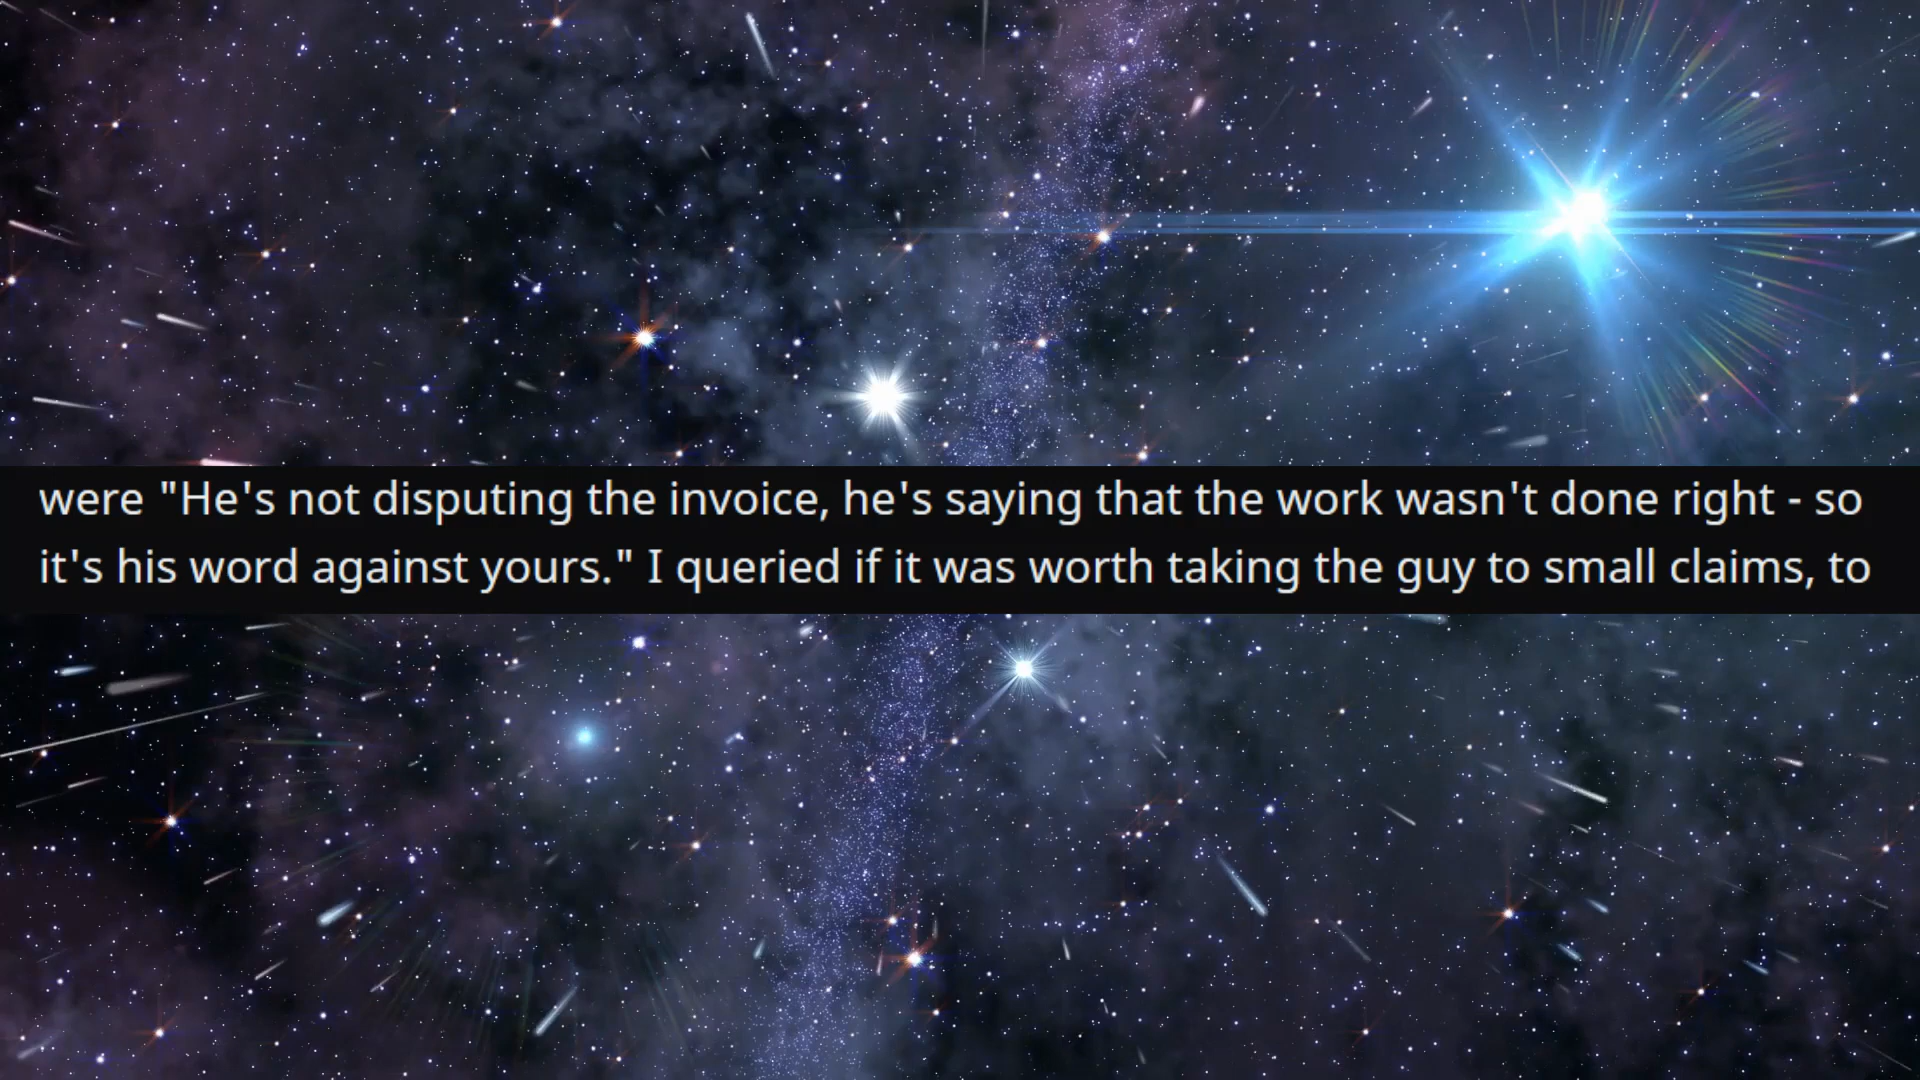 were "He's not disputing the invoice, he's saying that the work wasn't done right - so
it's his word against yours." I queried if it was worth taking the guy to small claims, to